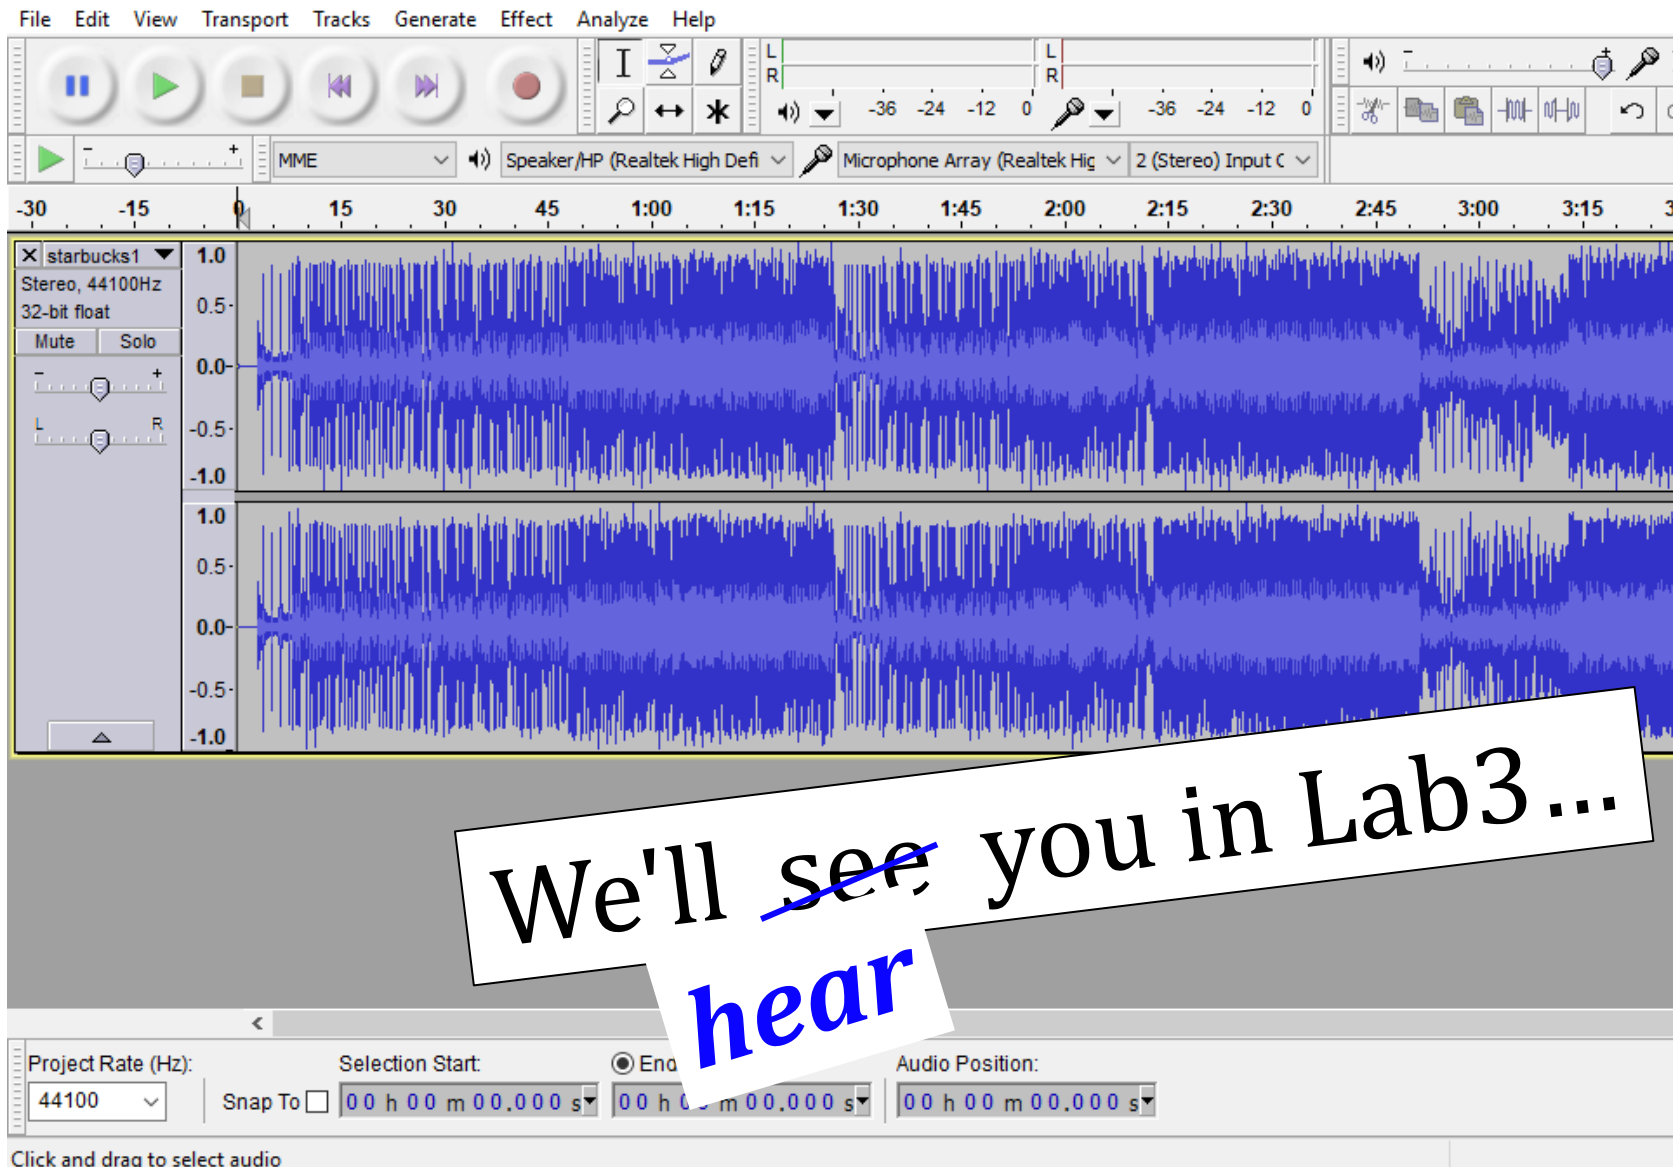 File Edit View Transport Tracks Generate Effect Analyze Help
L
R
-36 -24 -12 0
L
R
-36 -24 -12 0
- +
- + MME Speaker/HP (Realtek High Defi Microphone Array (Realtek Hig 2 (Stereo) Input C
-30 -15 0 15 30 45 1:00 1:15 1:30 1:45 2:00 2:15 2:30 2:45 3:00 3:15
starbucks1
Stereo, 44100Hz
32-bit float
Mute Solo
- +
L R
1.0
0.5
0.0
-0.5
-1.0
1.0
0.5
0.0
-0.5
-1.0
We'll see you in Lab3...
hear
Project Rate (Hz): Selection Start: End Audio Position:
44100 Snap To 00 h 00 m 00.000 s 00 h 0 m 00.000 s 00 h 00 m 00.000 s
Click and drag to select audio